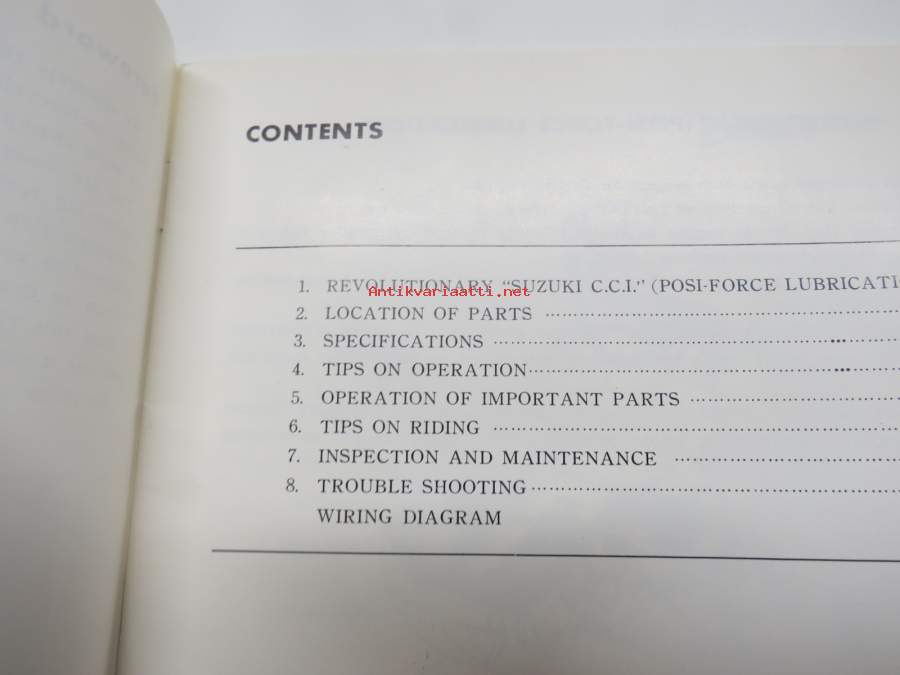 CONTENTS
1. REVOLUTIONARY "SUZUKI C.C.I." (POSI-FORCE LUBRICATIO
Antikvariaatti.net
2. LOCATION OF PARTS
3. SPECIFICATIONS
4. TIPS ON OPERATION
5. OPERATION OF IMPORTANT PARTS
6. TIPS ON RIDING
7. INSPECTION AND MAINTENANCE
8. TROUBLE SHOOTING
WIRING DIAGRAM